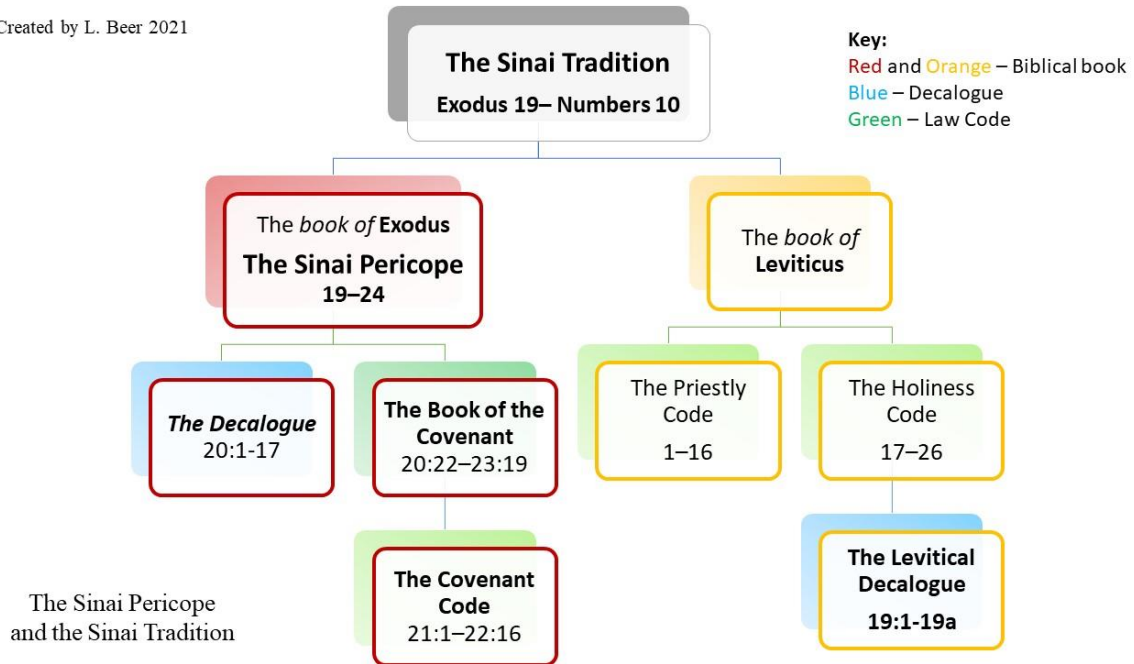 Created by L. Beer 2021
The Sinai Tradition
Exodus 19– Numbers 10
Key:
Red and Orange – Biblical book
Blue – Decalogue
Green – Law Code
The book of Exodus
The Sinai Pericope
19–24
The book of
Leviticus
The Decalogue
20:1-17
The Book of the
Covenant
20:22–23:19
The Priestly
Code
1–16
The Holiness
Code
17–26
The Covenant
Code
21:1–22:16
The Levitical
Decalogue
19:1-19a
The Sinai Pericope
and the Sinai Tradition